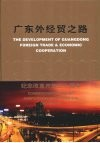 广东外经贸之路
THE DEVELOPMENT OF GUANGDONG
FOREIGN TRADE & ECONOMIC
COOPERATION